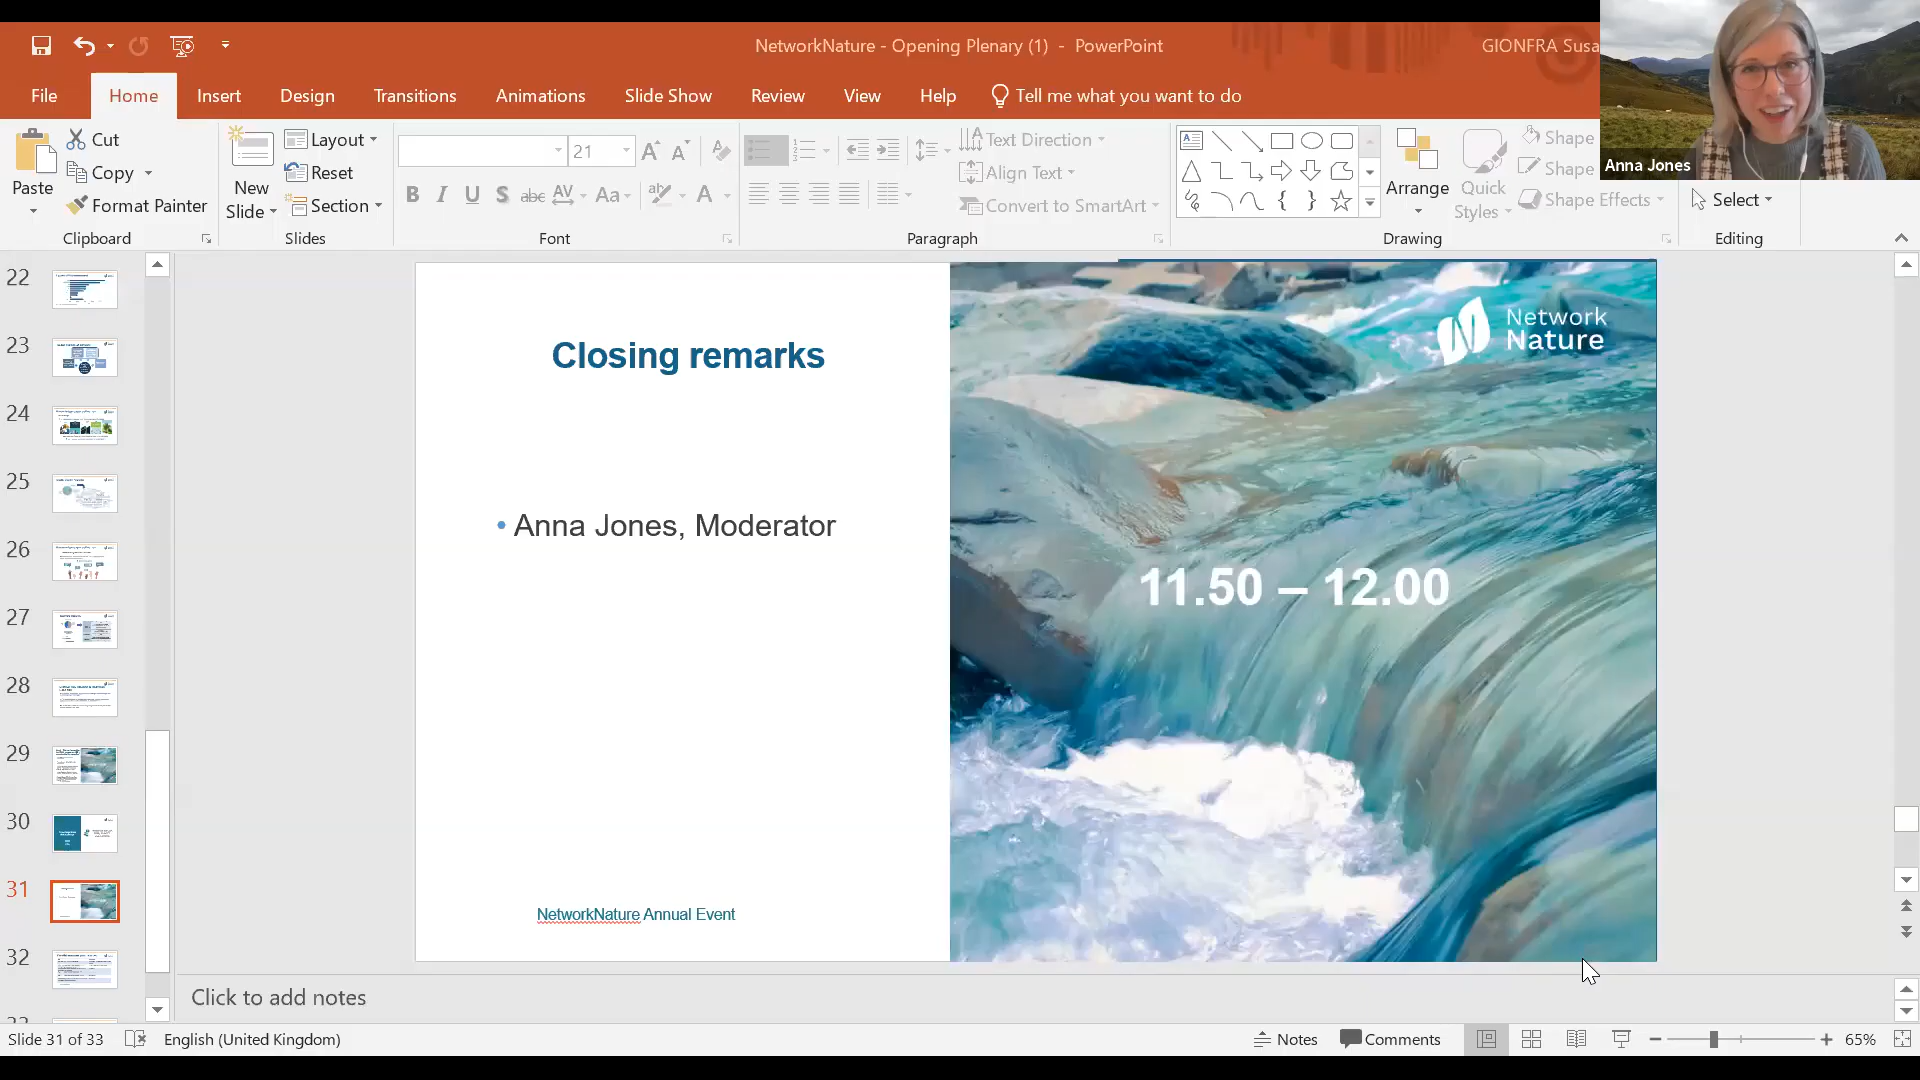 NetworkNature - Opening Plenary (1) - PowerPoint
GIONFRA Susa
File Home Insert Design Transitions Animations Slide Show Review View Help Tell me what you want to do
Anna Jones
Paste
Cut
Copy
Format Painter
Clipboard
New
Slide
Layout
Reset
Section
Slides
21
B I U S abc AV Aa A
Font
Text Direction
Align Text
Convert to SmartArt
Paragraph
Arrange
Quick
Styles
Shape
Shape
Shape Effects
Drawing
Select
Editing
22
23
24
25
26
27
28
29
30
31
32
Closing remarks
• Anna Jones, Moderator
NetworkNature Annual Event
Network
Nature
11.50 – 12.00
Click to add notes
Slide 31 of 33 English (United Kingdom) Notes Comments 65%